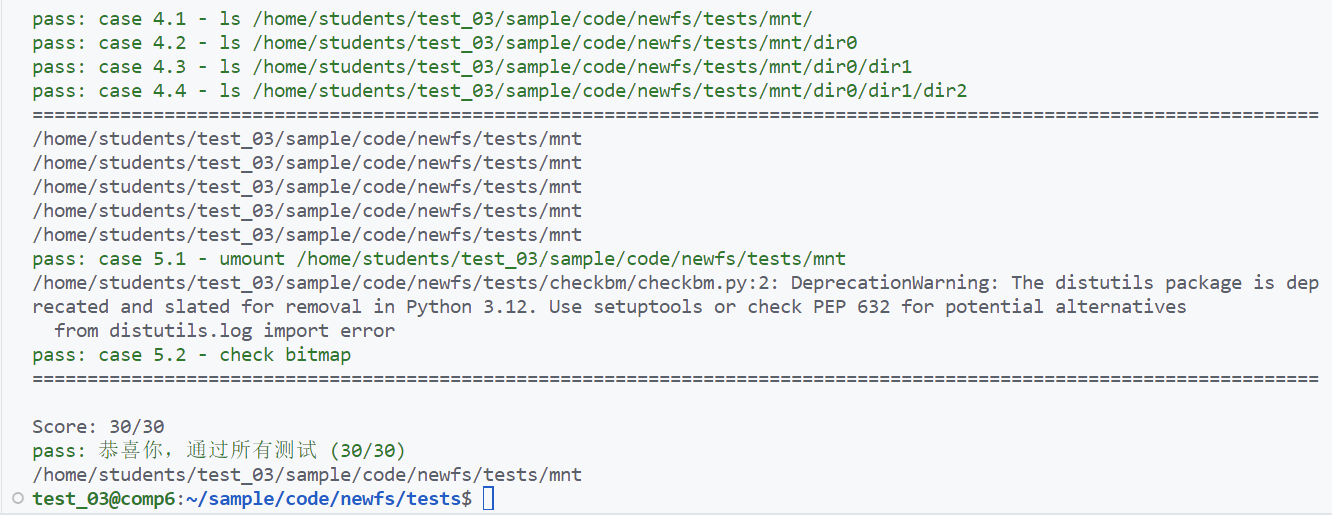 pass: case 4.1 - ls /home/students/test_03/sample/code/newfs/tests/mnt/
pass: case 4.2 - ls /home/students/test_03/sample/code/newfs/tests/mnt/dir0
pass: case 4.3 - ls /home/students/test_03/sample/code/newfs/tests/mnt/dir0/dir1
pass: case 4.4 - ls /home/students/test_03/sample/code/newfs/tests/mnt/dir0/dir1/dir2
=====================================================================================================================
/home/students/test_03/sample/code/newfs/tests/mnt
/home/students/test_03/sample/code/newfs/tests/mnt
/home/students/test_03/sample/code/newfs/tests/mnt
/home/students/test_03/sample/code/newfs/tests/mnt
/home/students/test_03/sample/code/newfs/tests/mnt
pass: case 5.1 - umount /home/students/test_03/sample/code/newfs/tests/mnt
/home/students/test_03/sample/code/newfs/tests/checkbm/checkbm.py:2: DeprecationWarning: The distutils package is dep
recated and slated for removal in Python 3.12. Use setuptools or check PEP 632 for potential alternatives
  from distutils.log import error
pass: case 5.2 - check bitmap
=====================================================================================================================
Score: 30/30
pass: 恭喜你，通过所有测试 (30/30)
/home/students/test_03/sample/code/newfs/tests/mnt
test_03@comp6:~/sample/code/newfs/tests$